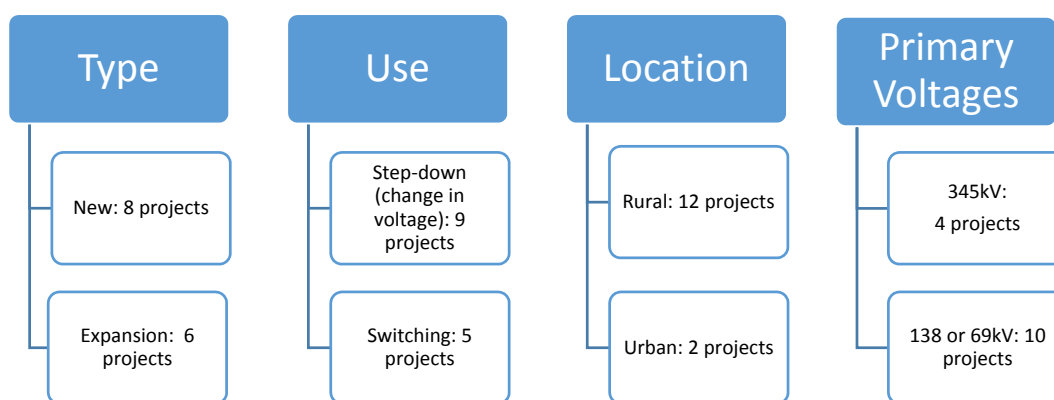 Type
New: 8 projects
Expansion:  6
projects
Use
Step-down
(change in
voltage): 9
projects
Switching: 5
projects
Location
Rural: 12 projects
Urban: 2 projects
Primary
Voltages
345kV:
4 projects
138 or 69kV: 10
projects